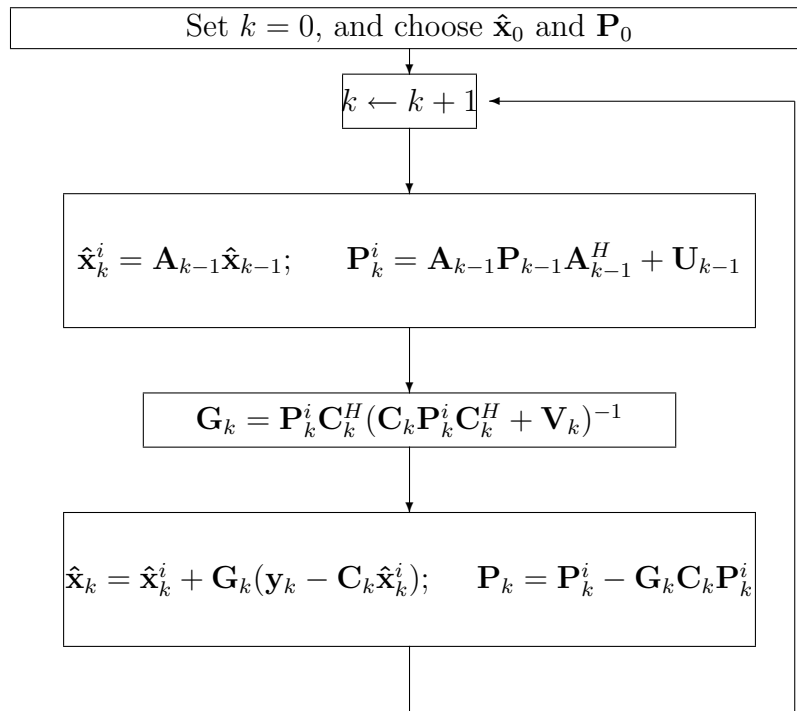 Set k = 0, and choose x̂₀ and P₀
k ← k + 1
x̂ₖⁱ = Aₖ₋₁x̂ₖ₋₁;   Pₖⁱ = Aₖ₋₁Pₖ₋₁Aₖ₋₁ᴴ + Uₖ₋₁
Gₖ = PₖⁱCₖᴴ(CₖPₖⁱCₖᴴ + Vₖ)⁻¹
x̂ₖ = x̂ₖⁱ + Gₖ(yₖ − Cₖx̂ₖⁱ);   Pₖ = Pₖⁱ − GₖCₖPₖⁱ